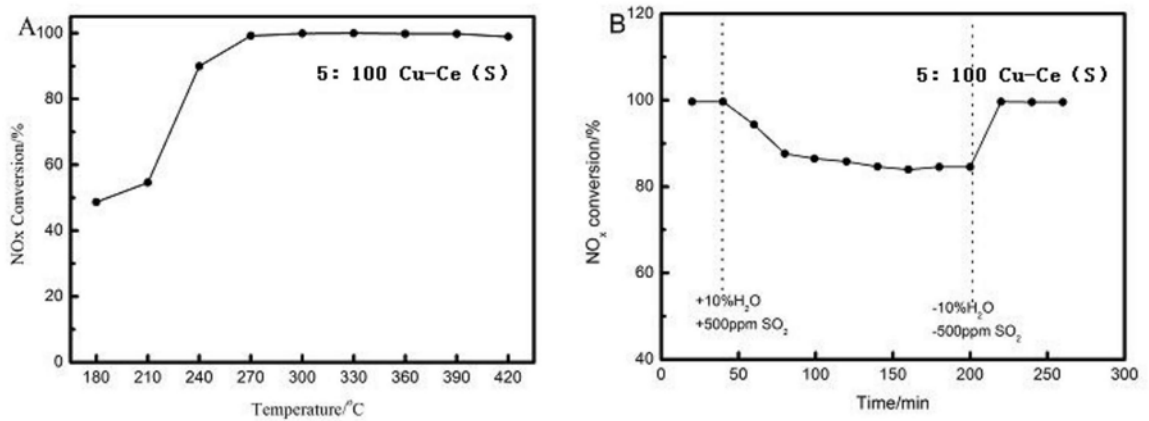 A
100
80
60
40
20
0
NOx Conversion/%
5: 100 Cu-Ce (S)
180 210 240 270 300 330 360 390 420
Temperature/°C
B
120
100
80
60
40
NOₓ conversion/%
5: 100 Cu-Ce (S)
+10%H₂O
+500ppm SO₂
-10%H₂O
-500ppm SO₂
0 50 100 150 200 250 300
Time/min